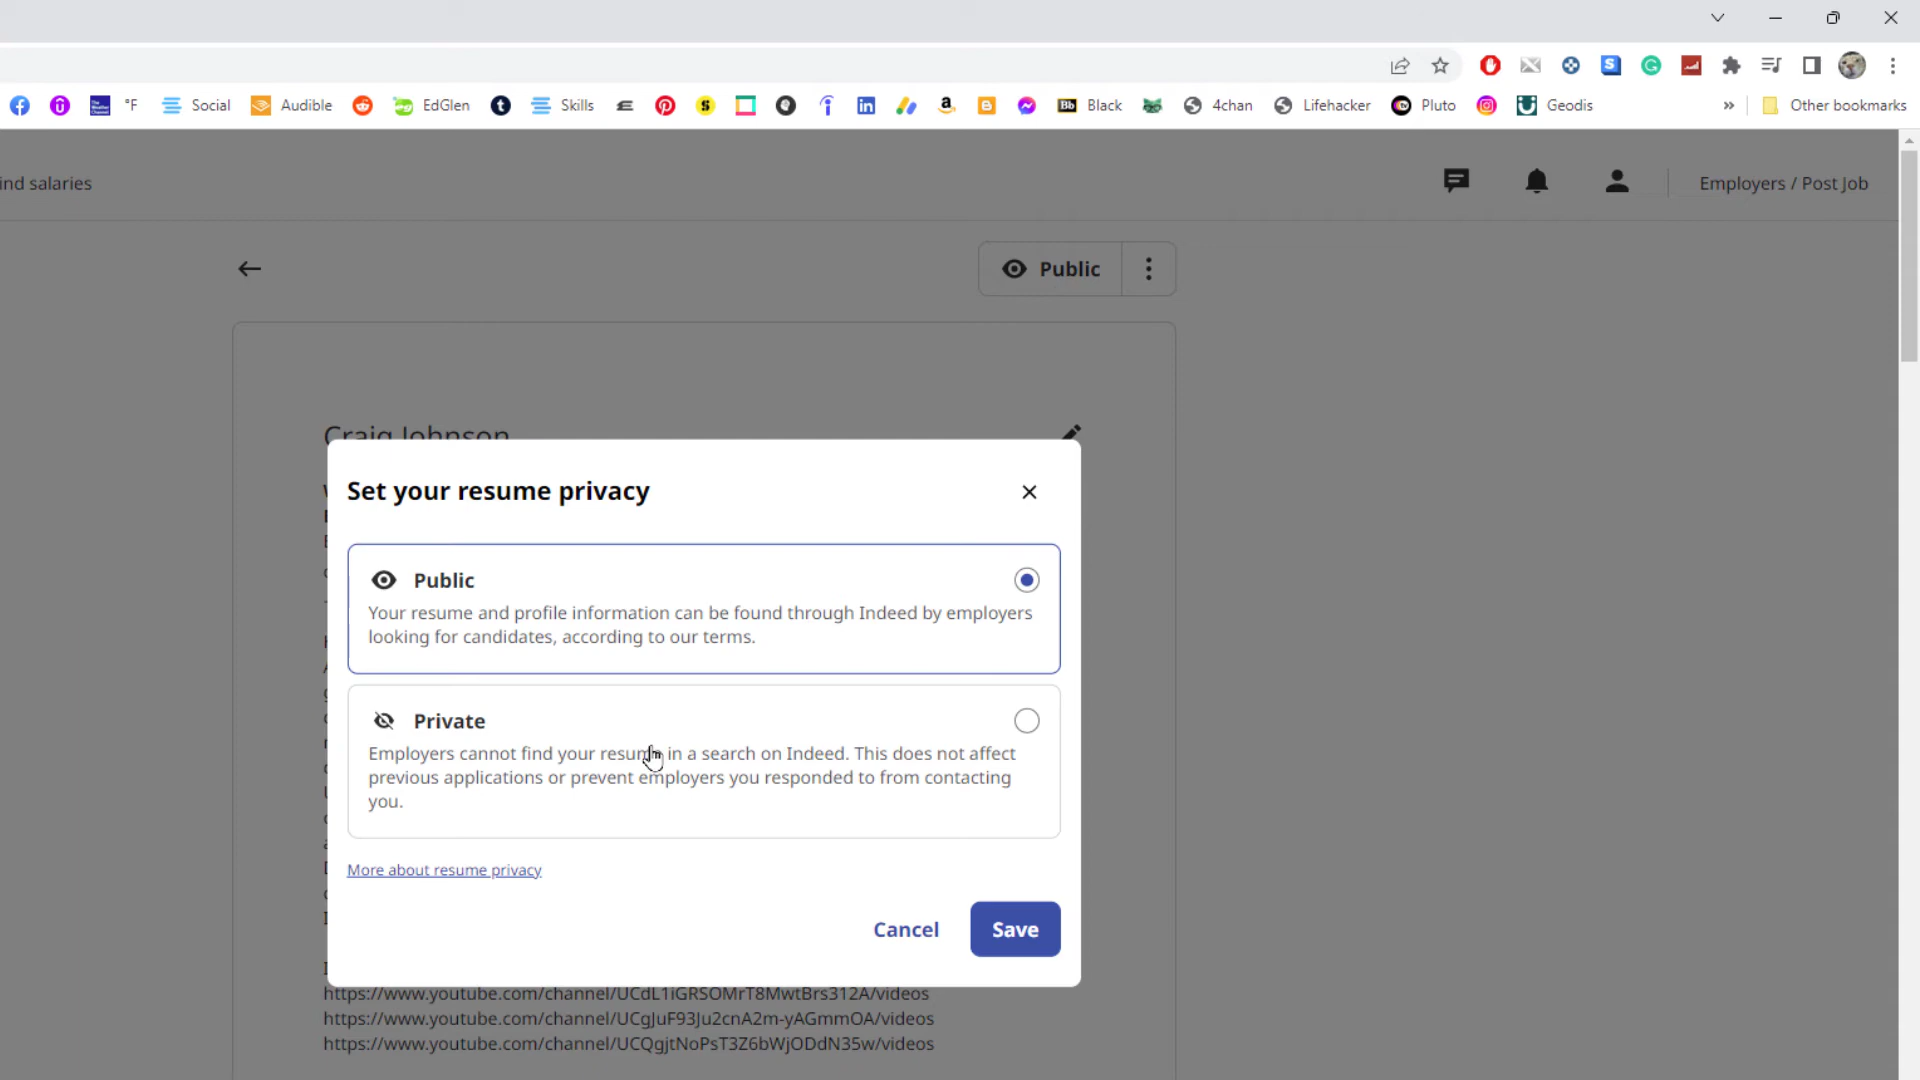 °F
Social
Audible
EdGlen
Skills
Black
4chan
Lifehacker
Pluto
Geodis
»
Other bookmarks
ind salaries
Employers / Post Job
Public
Craig Johnson
Set your resume privacy
Public
Your resume and profile information can be found through Indeed by employers
looking for candidates, according to our terms.
Private
Employers cannot find your resume in a search on Indeed. This does not affect
previous applications or prevent employers you responded to from contacting
you.
More about resume privacy
Cancel
Save
https://www.youtube.com/channel/UCdL1iGRSOMrT8MwtBrs312A/videos
https://www.youtube.com/channel/UCgJuF93Ju2cnA2m-yAGmmOA/videos
https://www.youtube.com/channel/UCQgjtNoPsT3Z6bWjODdN35w/videos